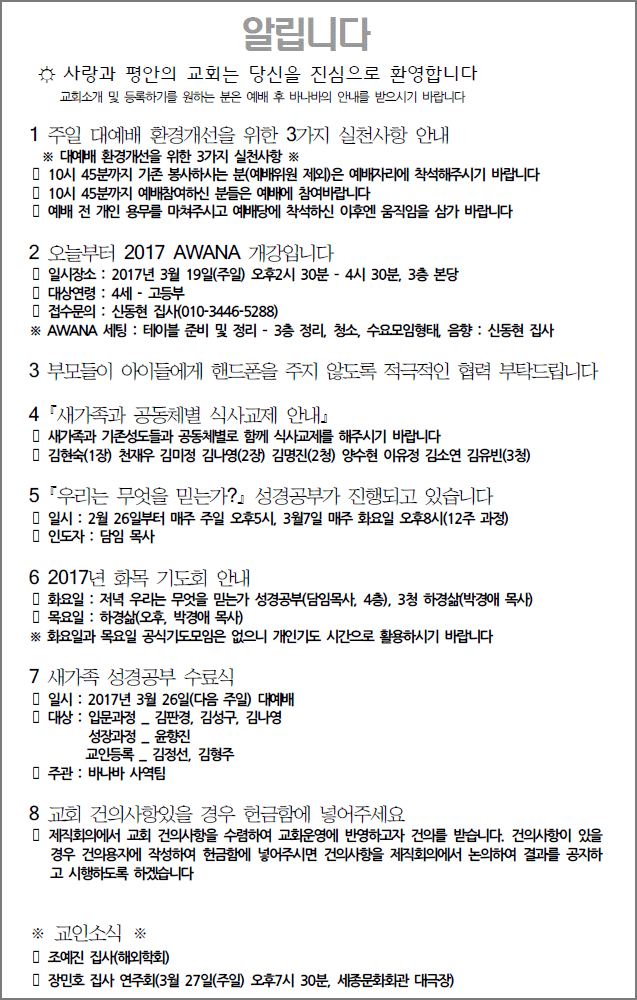 알립니다
☼ 사랑과 평안의 교회는 당신을 진심으로 환영합니다
교회소개 및 등록하기를 원하는 분은 예배 후 바나바의 안내를 받으시기 바랍니다
1 주일 대예배 환경개선을 위한 3가지 실천사항 안내
※ 대예배 환경개선을 위한 3가지 실천사항 ※
▯ 10시 45분까지 기존 봉사하시는 분(예배위원 제외)은 예배자리에 착석해주시기 바랍니다
▯ 10시 45분까지 예배참여하신 분들은 예배에 참여바랍니다
▯ 예배 전 개인 용무를 마쳐주시고 예배당에 착석하신 이후엔 움직임을 삼가 바랍니다
2 오늘부터 2017 AWANA 개강입니다
▯ 일시장소 : 2017년 3월 19일(주일) 오후2시 30분 - 4시 30분, 3층 본당
▯ 대상연령 : 4세 - 고등부
▯ 접수문의 : 신동현 집사(010-3446-5288)
※ AWANA 세팅 : 테이블 준비 및 정리 - 3층 정리, 청소, 수요모임형태, 음향 : 신동현 집사
3 부모들이 아이들에게 핸드폰을 주지 않도록 적극적인 협력 부탁드립니다
4 『새가족과 공동체별 식사교제 안내』
▯ 새가족과 기존성도들과 공동체별로 함께 식사교제를 해주시기 바랍니다
▯ 김현숙(1장) 천재우 김미정 김나영(2장) 김명진(2청) 양수현 이유정 김소연 김유빈(3청)
5 『우리는 무엇을 믿는가?』 성경공부가 진행되고 있습니다
▯ 일시 : 2월 26일부터 매주 주일 오후5시, 3월7일 매주 화요일 오후8시(12주 과정)
▯ 인도자 : 담임 목사
6 2017년 화목 기도회 안내
▯ 화요일 : 저녁 우리는 무엇을 믿는가 성경공부(담임목사, 4층), 3청 하경삶(박경애 목사)
▯ 목요일 : 하경삶(오후, 박경애 목사)
※ 화요일과 목요일 공식기도모임은 없으니 개인기도 시간으로 활용하시기 바랍니다
7 새가족 성경공부 수료식
▯ 일시 : 2017년 3월 26일(다음 주일) 대예배
▯ 대상 : 입문과정 _ 김판경, 김성구, 김나영
성장과정 _ 윤항진
교인등록 _ 김정선, 김형주
▯ 주관 : 바나바 사역팀
8 교회 건의사항있을 경우 헌금함에 넣어주세요
▯ 제직회의에서 교회 건의사항을 수렴하여 교회운영에 반영하고자 건의를 받습니다. 건의사항이 있을
경우 건의용지에 작성하여 헌금함에 넣어주시면 건의사항을 제직회의에서 논의하여 결과를 공지하
고 시행하도록 하겠습니다
※ 교인소식 ※
▯ 조예진 집사(해외학회)
▯ 장민호 집사 연주회(3월 27일(주일) 오후7시 30분, 세종문화회관 대극장)